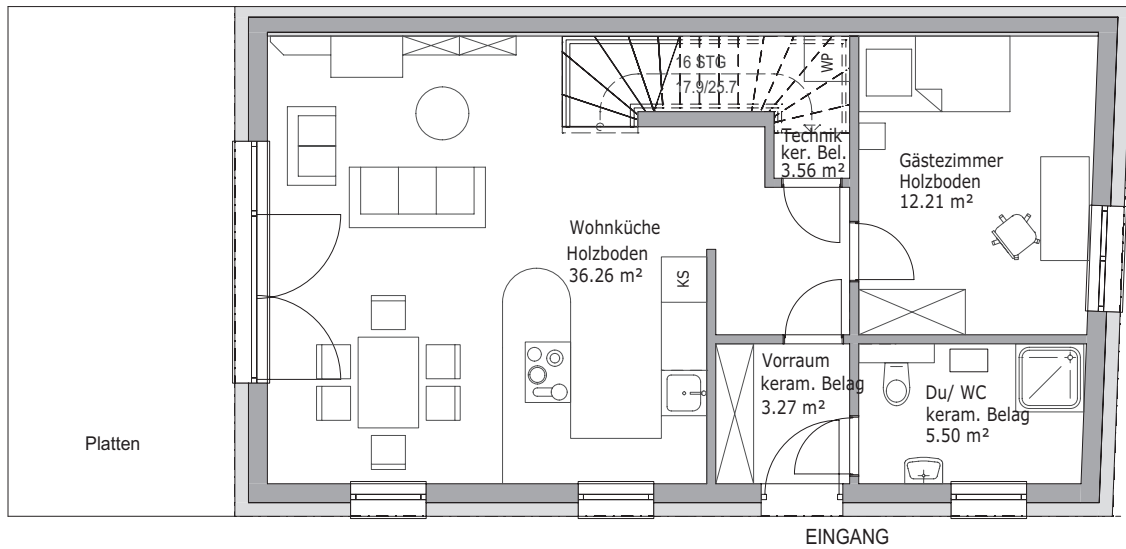 16 STG
17.9/25.7
WP
Technik
ker. Bel.
3.56 m²
Gästezimmer
Holzboden
12.21 m²
Wohnküche
Holzboden
36.26 m²
KS
Vorraum
keram. Belag
3.27 m²
Du/ WC
keram. Belag
5.50 m²
Platten
EINGANG